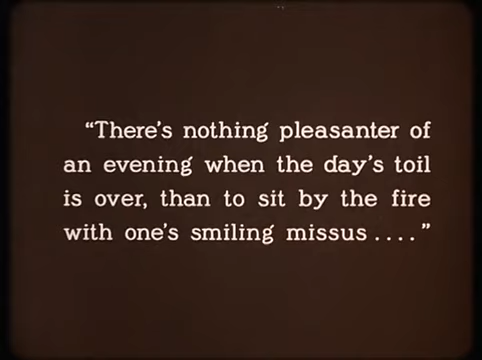 “There’s nothing pleasanter of
an evening when the day’s toil
is over, than to sit by the fire
with one’s smiling missus . . . . ”